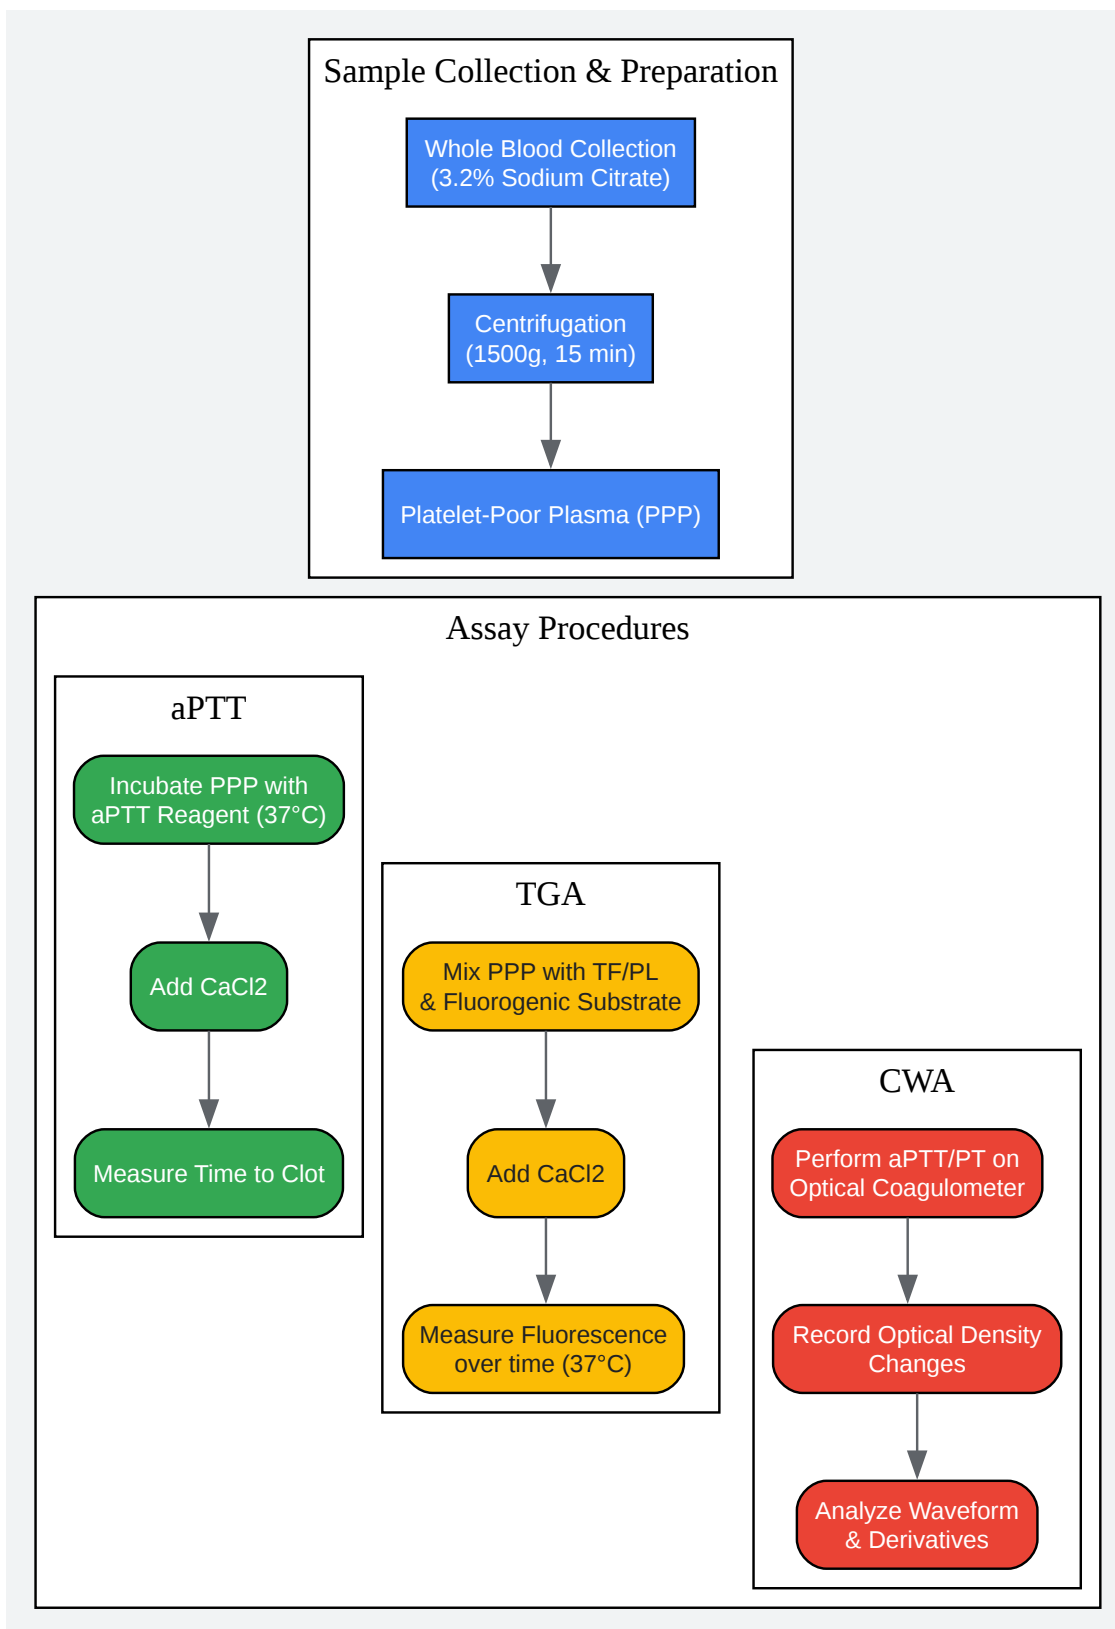 Sample Collection & Preparation
Whole Blood Collection
(3.2% Sodium Citrate)
Centrifugation
(1500g, 15 min)
Platelet-Poor Plasma (PPP)
Assay Procedures
aPTT
Incubate PPP with
aPTT Reagent (37°C)
Add CaCl2
Measure Time to Clot
TGA
Mix PPP with TF/PL
& Fluorogenic Substrate
Add CaCl2
Measure Fluorescence
over time (37°C)
CWA
Perform aPTT/PT on
Optical Coagulometer
Record Optical Density
Changes
Analyze Waveform
& Derivatives